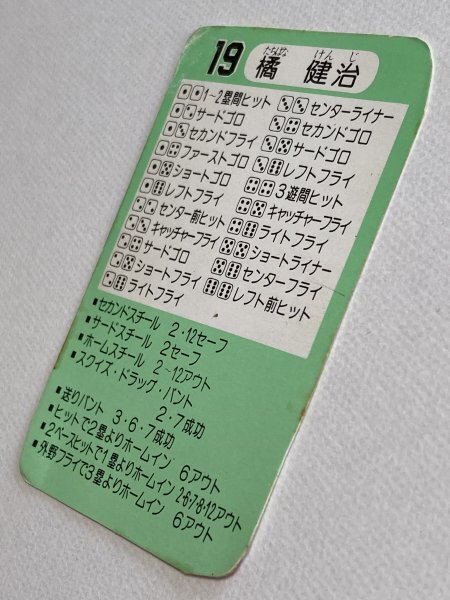 たちばな けんじ
19 橘 健治
⚀⚀1〜2塁間ヒット
⚀⚁サードゴロ
⚀⚂セカンドフライ
⚀⚃ファーストゴロ
⚀⚄ショートゴロ
⚀⚅レフトフライ
⚁⚁センター前ヒット
⚁⚂キャッチャーフライ
⚁⚃サードゴロ
⚁⚄ショートフライ
⚁⚅ライトフライ
⚂⚂センターライナー
⚂⚃セカンドゴロ
⚂⚄サードゴロ
⚂⚅レフトフライ
⚃⚃3遊間ヒット
⚃⚄キャッチャーフライ
⚃⚅ライトフライ
⚄⚄ショートライナー
⚄⚅センターフライ
⚅⚅レフト前ヒット
■セカンドスチール 2・12セーフ
■サードスチール 2セーフ
■ホームスチール 2〜12アウト
■スクイズ・ドラッグ・バント
2・7成功
■送りバント 3・6・7成功
■ヒットで2塁よりホームイン 6アウト
■2ベースヒットで1塁よりホームイン 2・6・7・8・12アウト
■外野フライで3塁よりホームイン 6アウト